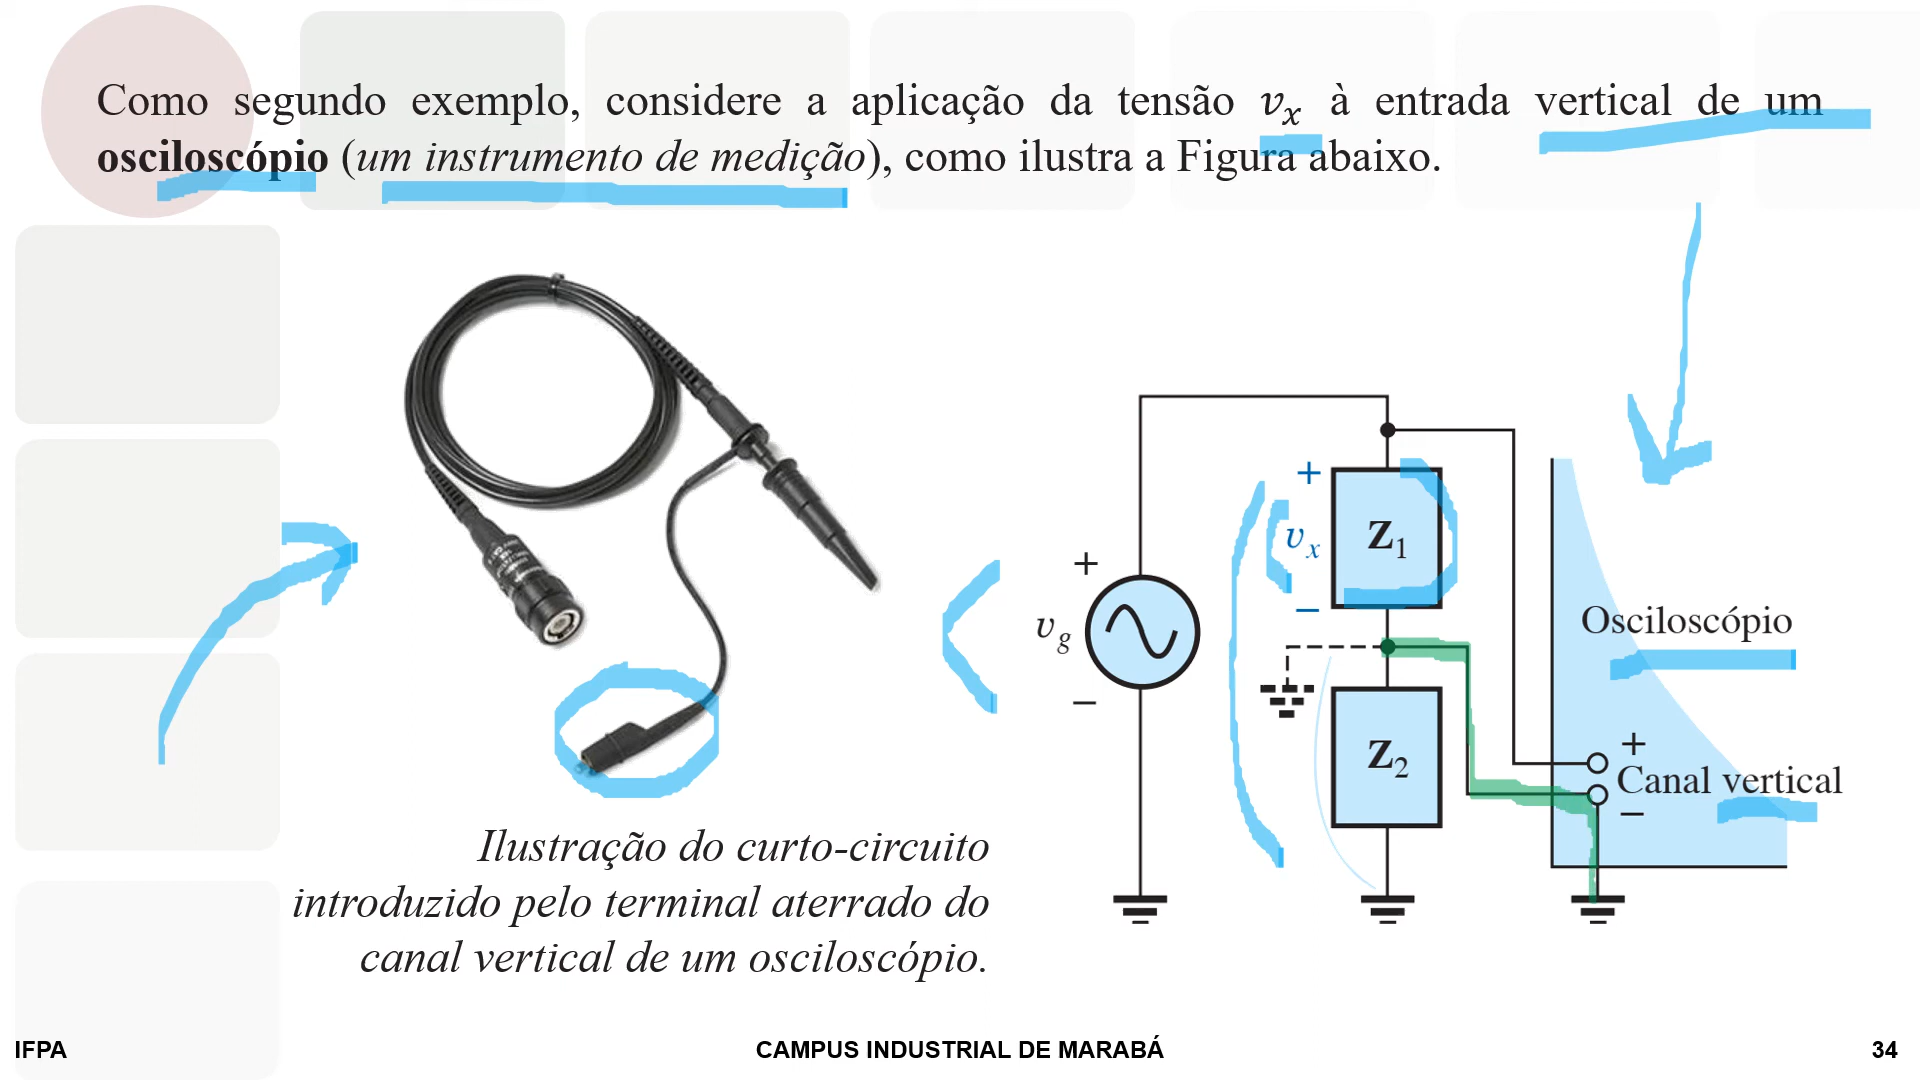 Como segundo exemplo, considere a aplicação da tensão vₓ à entrada vertical de um
osciloscópio (um instrumento de medição), como ilustra a Figura abaixo.
+
vₓ
Z₁
−
+
v_g
−
Osciloscópio
Z₂
+
Canal vertical
−
Ilustração do curto-circuito
introduzido pelo terminal aterrado do
canal vertical de um osciloscópio.
IFPA
CAMPUS INDUSTRIAL DE MARABÁ
34